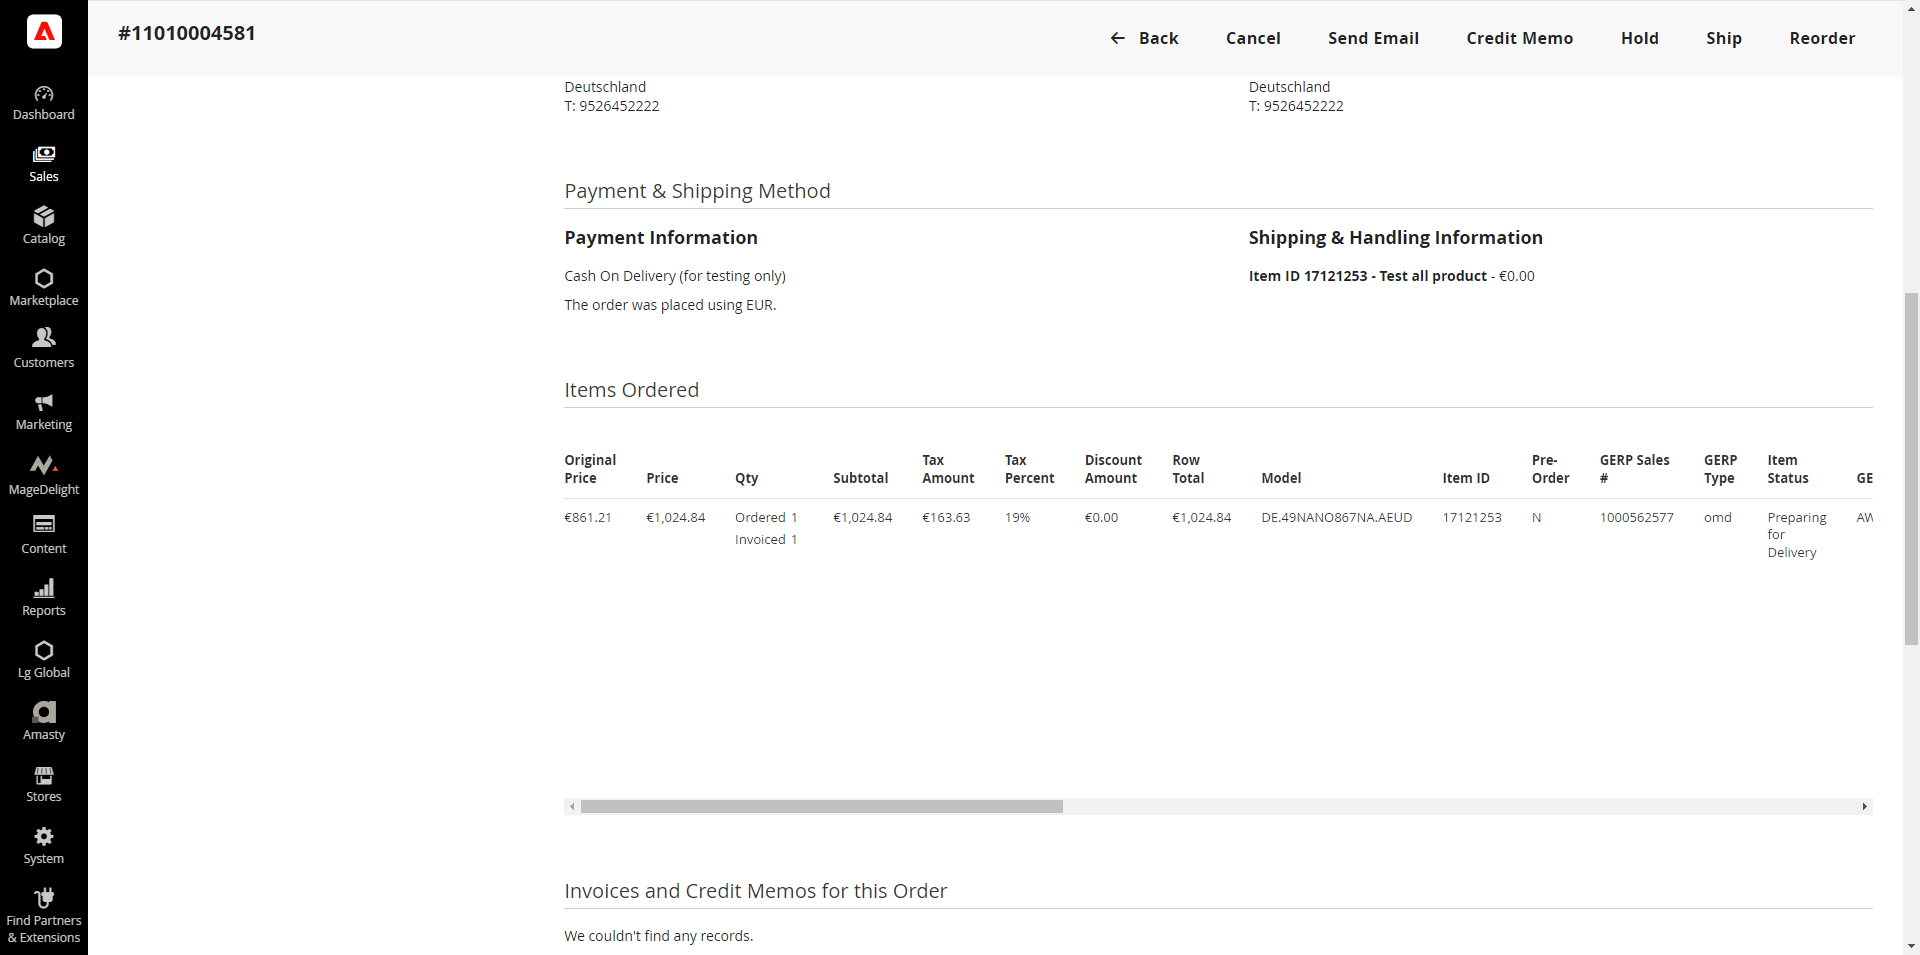 #11010004581
Back
Cancel
Send Email
Credit Memo
Hold
Ship
Reorder
Dashboard
Sales
Catalog
Marketplace
Customers
Marketing
MageDelight
Content
Reports
Lg Global
Amasty
Stores
System
Find Partners
& Extensions
Deutschland
T: 9526452222
Deutschland
T: 9526452222
Payment & Shipping Method
Payment Information
Cash On Delivery (for testing only)
The order was placed using EUR.
Shipping & Handling Information
Item ID 17121253 - Test all product - €0.00
Items Ordered
Original Price Price Qty Subtotal Tax Amount Tax Percent Discount Amount Row Total Model Item ID Pre-Order GERP Sales # GERP Type Item Status GE
€861.21 €1,024.84 Ordered 1 €1,024.84 €163.63 19% €0.00 €1,024.84 DE.49NANO867NA.AEUD 17121253 N 1000562577 omd Preparing AW
Invoiced 1 for
Delivery
Invoices and Credit Memos for this Order
We couldn't find any records.